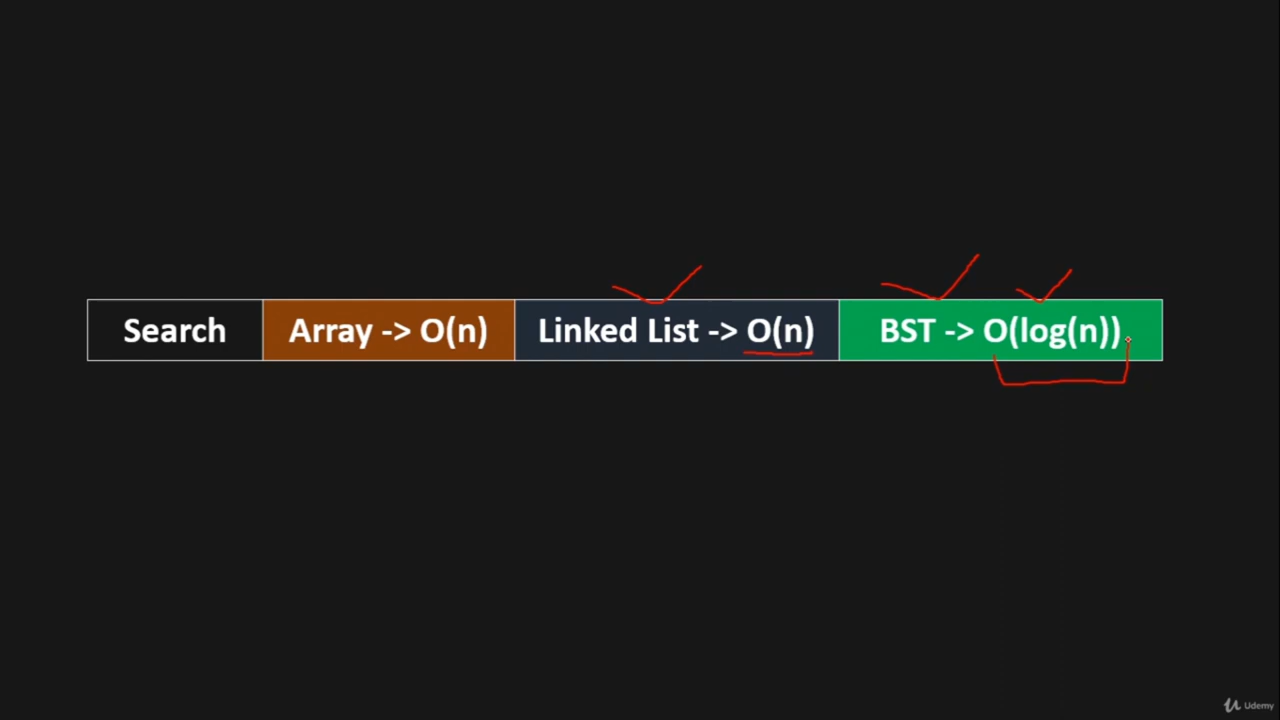 Search Array -> O(n) Linked List -> O(n) BST -> O(log(n))
Udemy